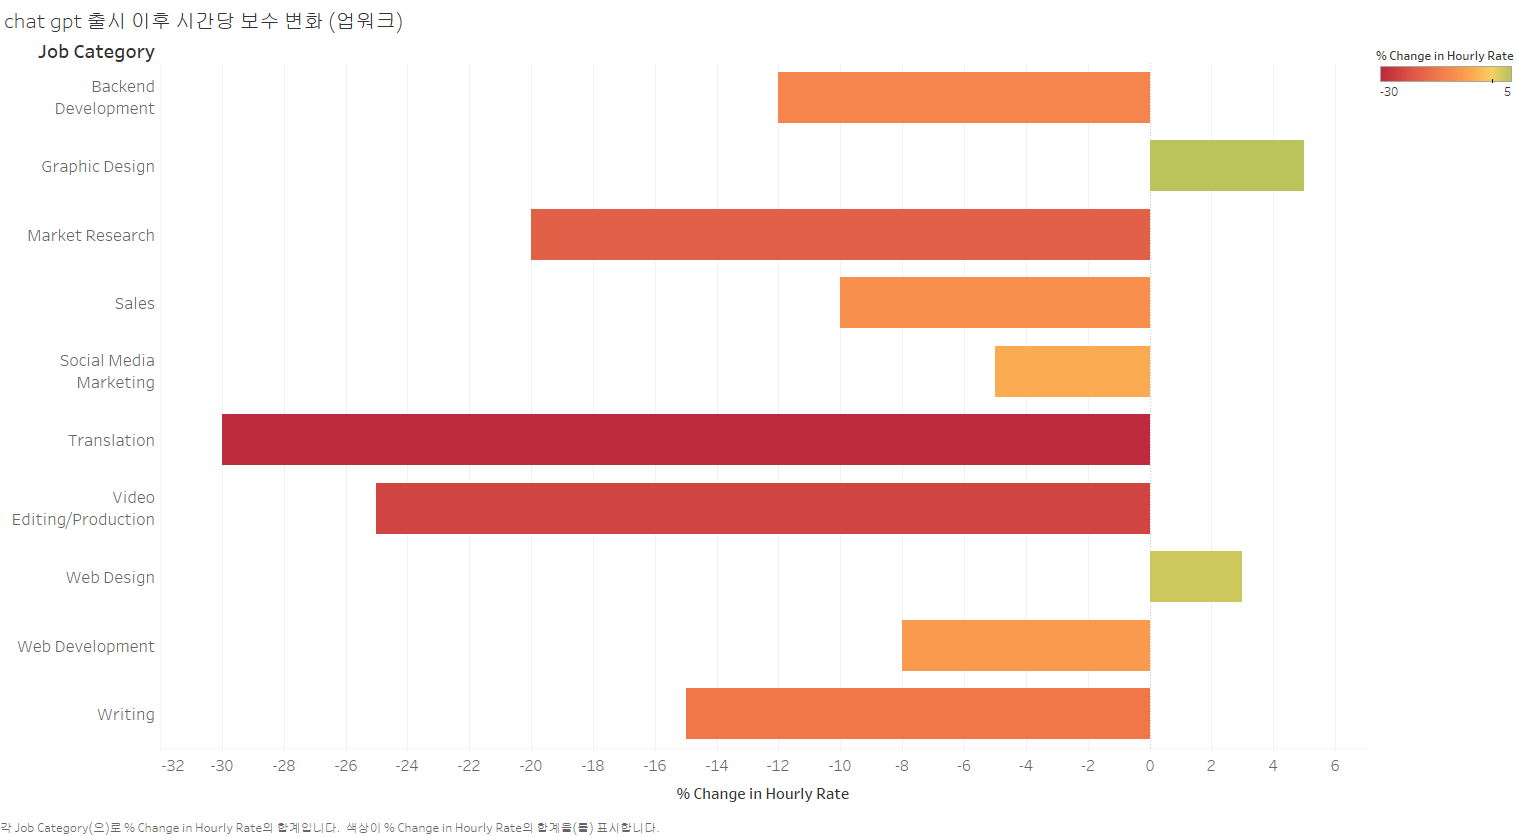 chat gpt 출시 이후 시간당 보수 변화 (업워크)
Job Category
% Change in Hourly Rate
-30 5
Backend
Development
Graphic Design
Market Research
Sales
Social Media
Marketing
Translation
Video
Editing/Production
Web Design
Web Development
Writing
-32 -30 -28 -26 -24 -22 -20 -18 -16 -14 -12 -10 -8 -6 -4 -2 0 2 4 6
% Change in Hourly Rate
각 Job Category(으)로 % Change in Hourly Rate의 합계입니다. 색상이 % Change in Hourly Rate의 합계을(를) 표시합니다.